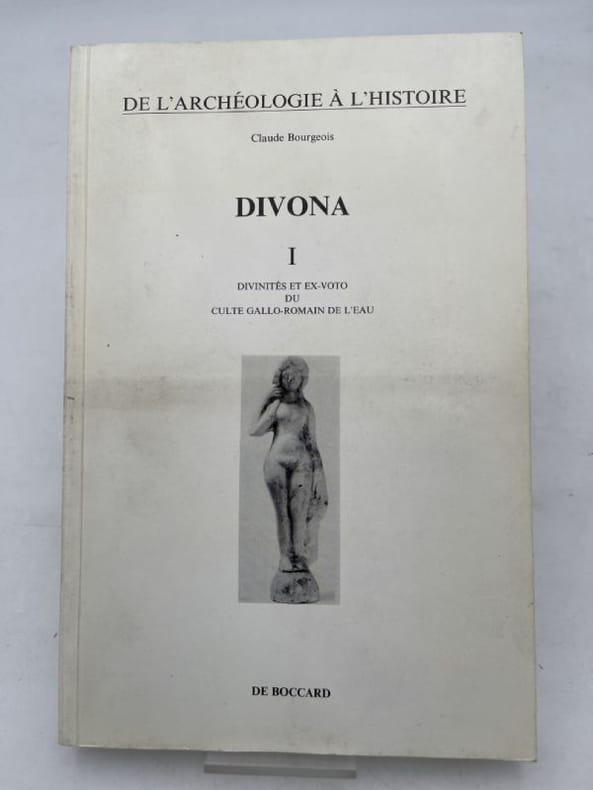 DE L'ARCHÉOLOGIE À L'HISTOIRE
Claude Bourgeois
DIVONA
I
DIVINITÉS ET EX-VOTO
DU
CULTE GALLO-ROMAIN DE L'EAU
DE BOCCARD